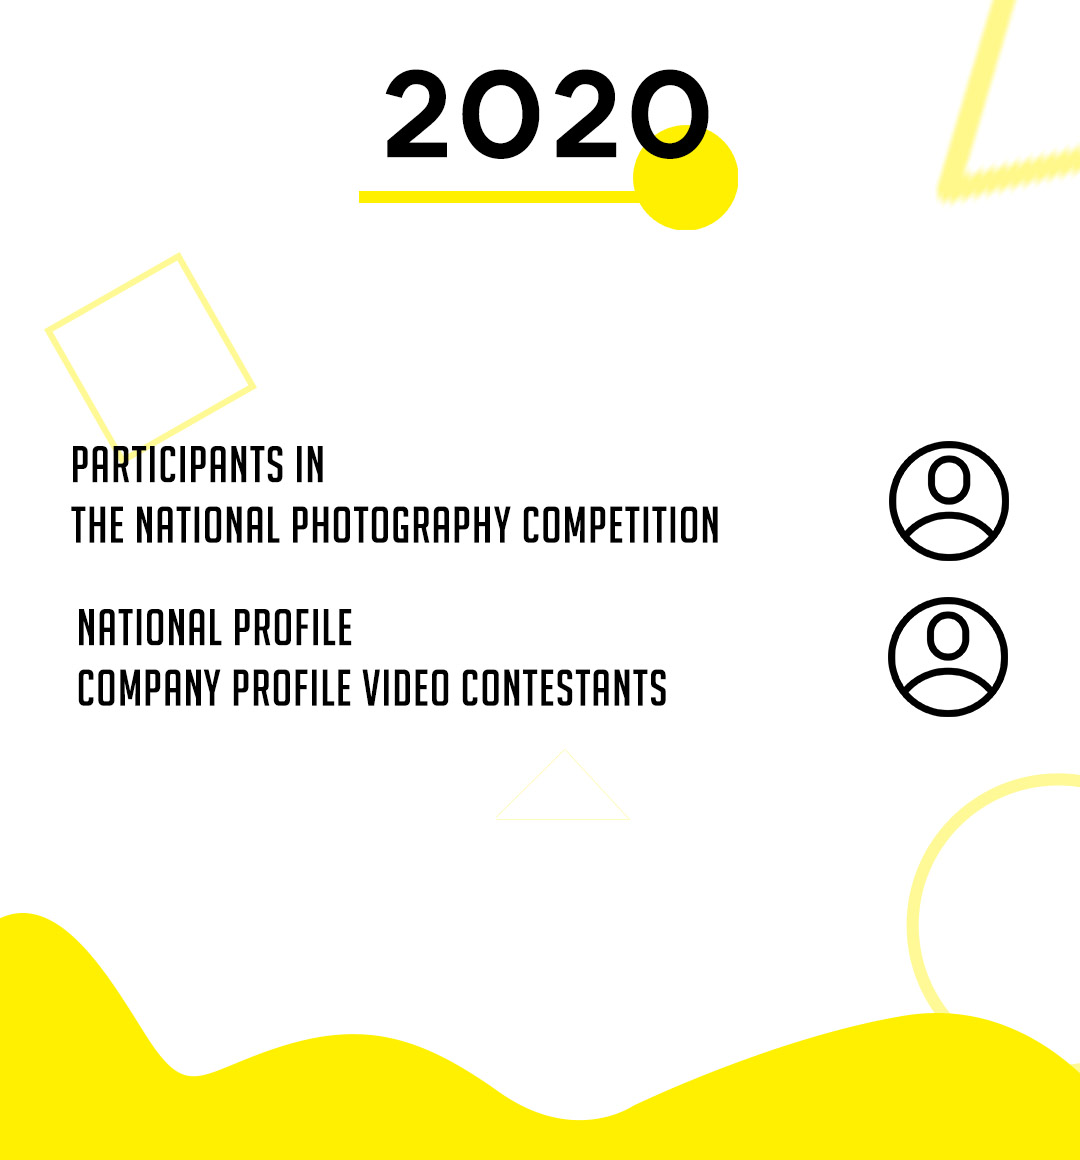 2020
PARTICIPANTS IN
THE NATIONAL PHOTOGRAPHY COMPETITION
NATIONAL PROFILE
COMPANY PROFILE VIDEO CONTESTANTS